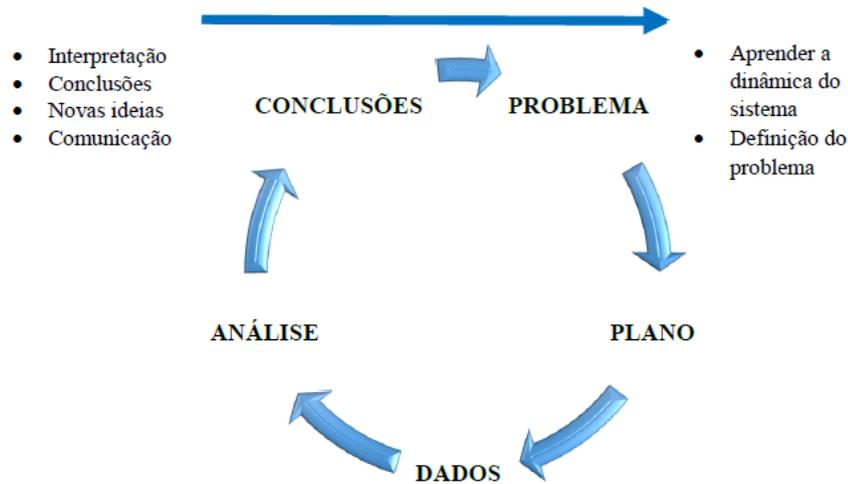 • Interpretação
• Conclusões
• Novas ideias
• Comunicação
CONCLUSÕES
PROBLEMA
• Aprender a
dinâmica do
sistema
• Definição do
problema
ANÁLISE
PLANO
DADOS